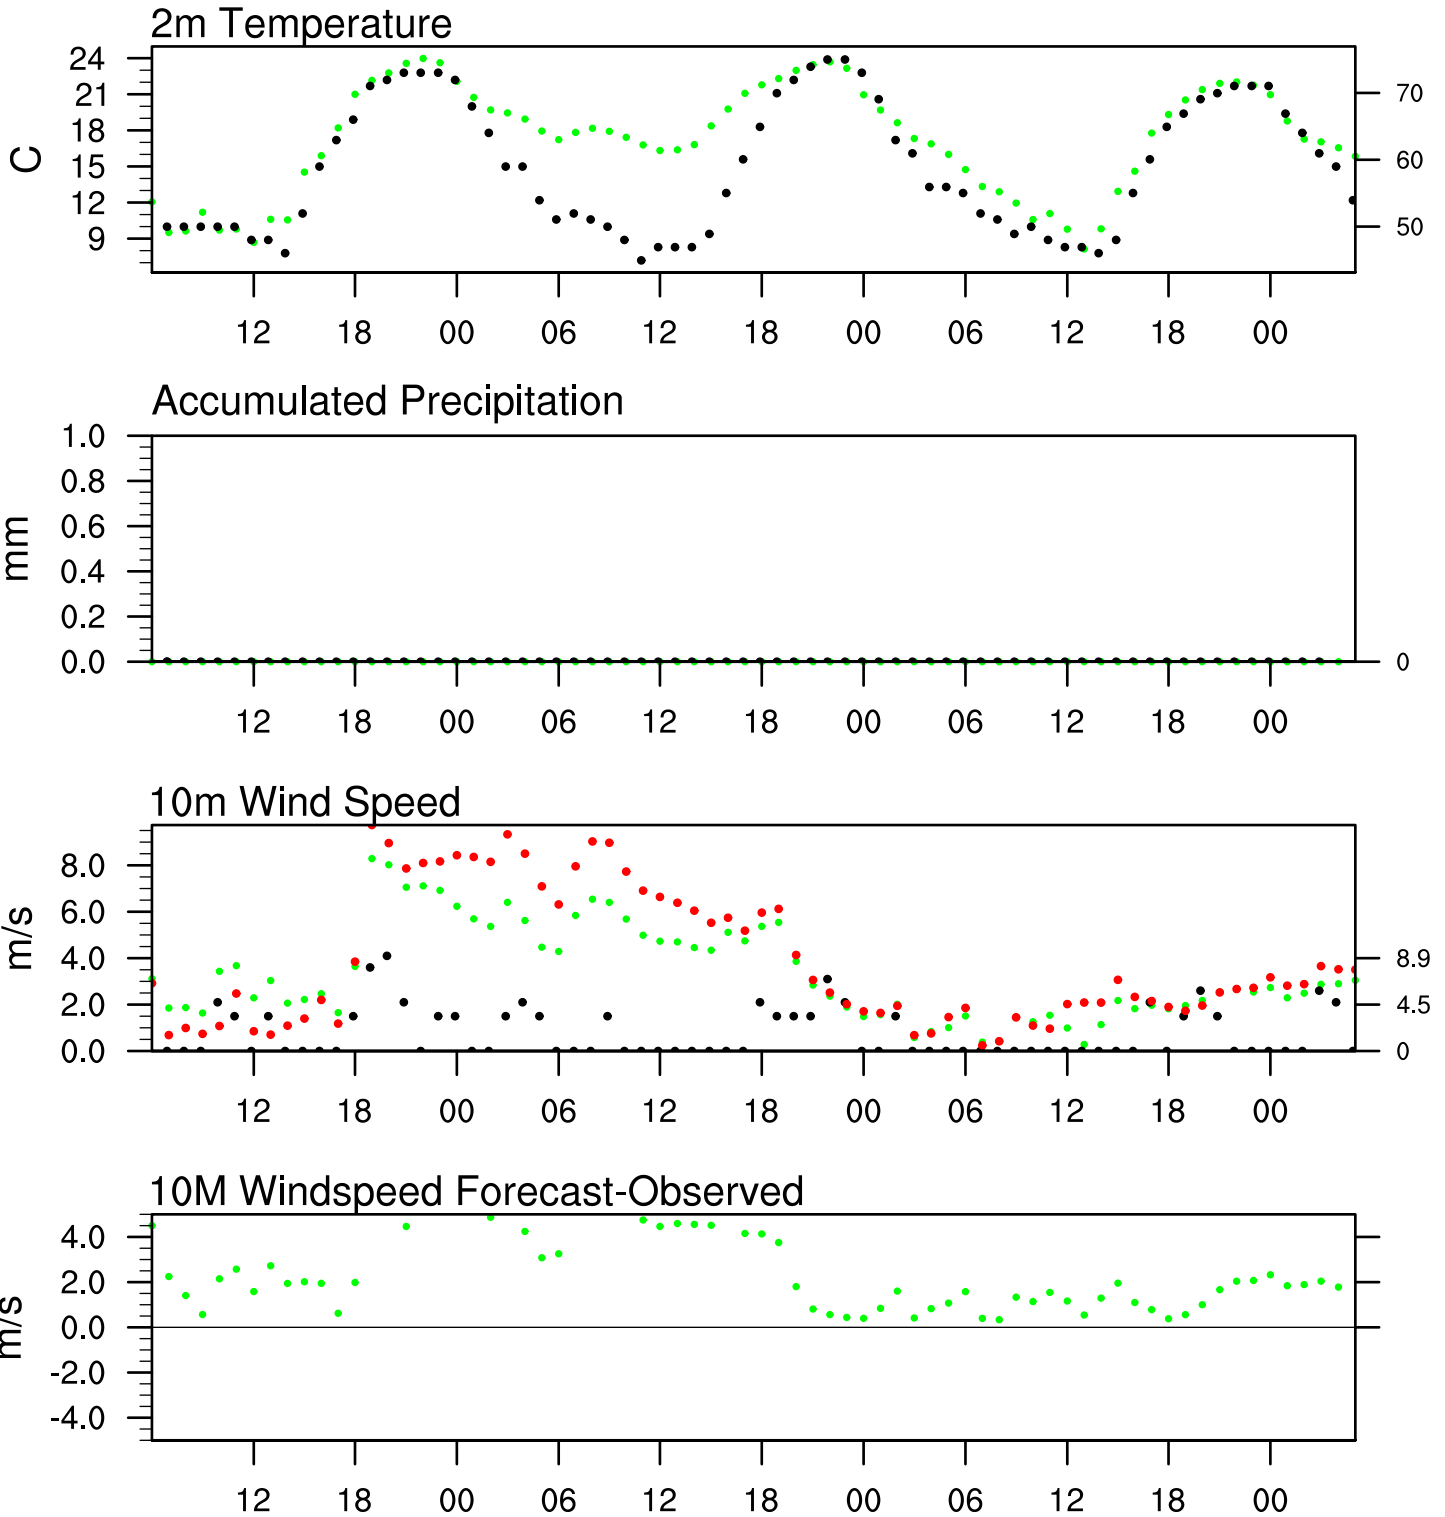 2m Temperature
24
21
18
15
12
9
C
70
60
50
12 18 00 06 12 18 00 06 12 18 00
Accumulated Precipitation
1.0
0.8
0.6
0.4
0.2
0.0
mm
0
12 18 00 06 12 18 00 06 12 18 00
10m Wind Speed
8.0
6.0
4.0
2.0
0.0
m/s
8.9
4.5
0
12 18 00 06 12 18 00 06 12 18 00
10M Windspeed Forecast-Observed
4.0
2.0
0.0
-2.0
-4.0
m/s
12 18 00 06 12 18 00 06 12 18 00